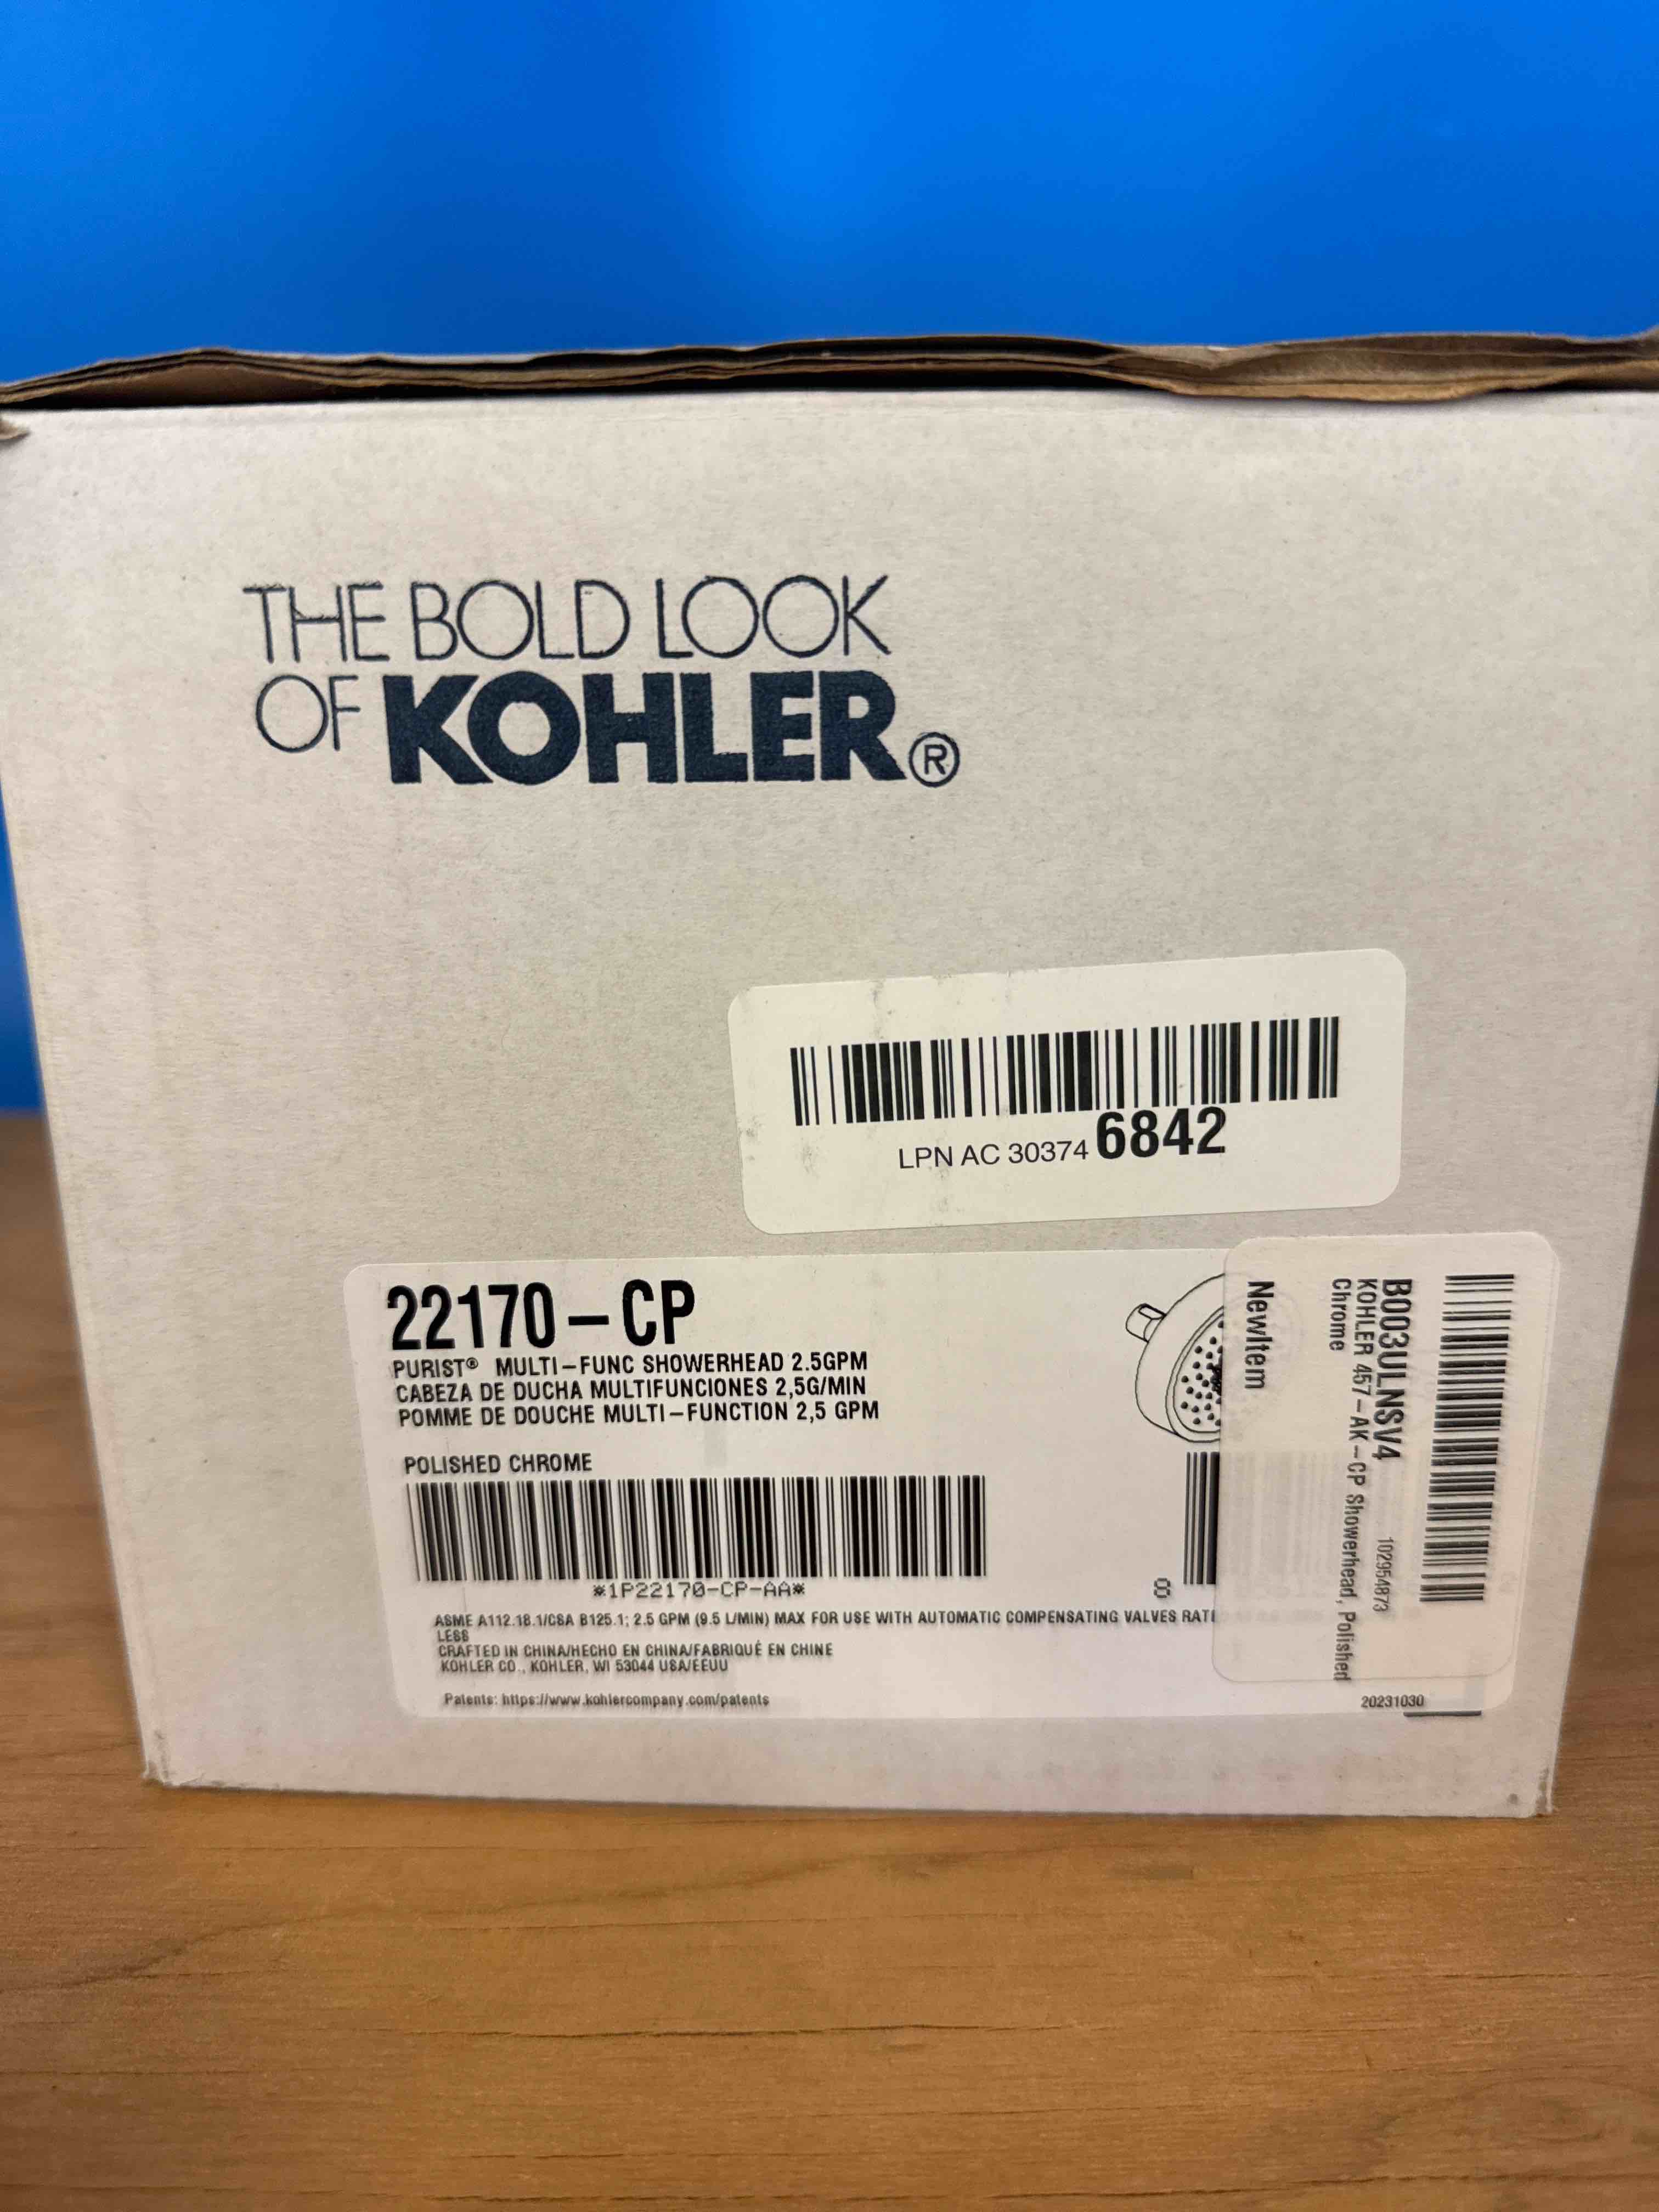 THE BOLD LOOK
OF KOHLER®
LPN AC 30374 6842
22170-CP
PURIST® MULTI-FUNC SHOWERHEAD 2.5GPM
CABEZA DE DUCHA MULTIFUNCIONES 2,5G/MIN
POMME DE DOUCHE MULTI-FUNCTION 2,5 GPM
POLISHED CHROME
*1P22170-CP-AA*
8
ASME A112.18.1/CSA B125.1; 2.5 GPM (9.5 L/MIN) MAX FOR USE WITH AUTOMATIC COMPENSATING VALVES RATE
LESS
CRAFTED IN CHINA/HECHO EN CHINA/FABRIQUÉ EN CHINE
KOHLER CO., KOHLER, WI 53044 USA/EEUU
Patents: https://www.kohlercompany.com/patents
20231030
B003ULNSV4
102954873
KOHLER 457-AK-CP Showerhead, Polished
Chrome
NewItem